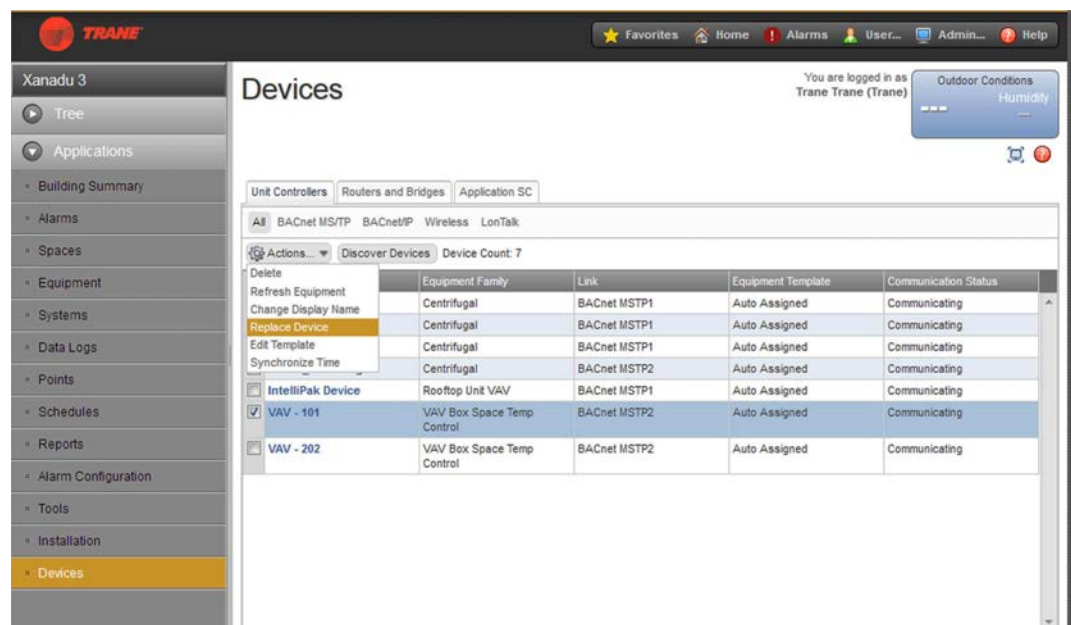 TRANE
Favorites Home Alarms User... Admin... Help
Xanadu 3
Tree
Applications
Building Summary
Alarms
Spaces
Equipment
Systems
Data Logs
Points
Schedules
Reports
Alarm Configuration
Tools
Installation
Devices
Devices
You are logged in as
Trane Trane (Trane)
Outdoor Conditions
Humidity
---
--
Unit Controllers Routers and Bridges Application SC
All BACnet MS/TP BACnet/IP Wireless LonTalk
Actions... Discover Devices Device Count: 7
Delete
Refresh Equipment
Change Display Name
Replace Device
Edit Template
Synchronize Time
Equipment Family Link Equipment Template Communication Status
Centrifugal BACnet MSTP1 Auto Assigned Communicating
Centrifugal BACnet MSTP1 Auto Assigned Communicating
Centrifugal BACnet MSTP1 Auto Assigned Communicating
Centrifugal BACnet MSTP2 Auto Assigned Communicating
IntelliPak Device Rooftop Unit VAV BACnet MSTP1 Auto Assigned Communicating
VAV - 101 VAV Box Space Temp BACnet MSTP2 Auto Assigned Communicating
Control
VAV - 202 VAV Box Space Temp BACnet MSTP2 Auto Assigned Communicating
Control